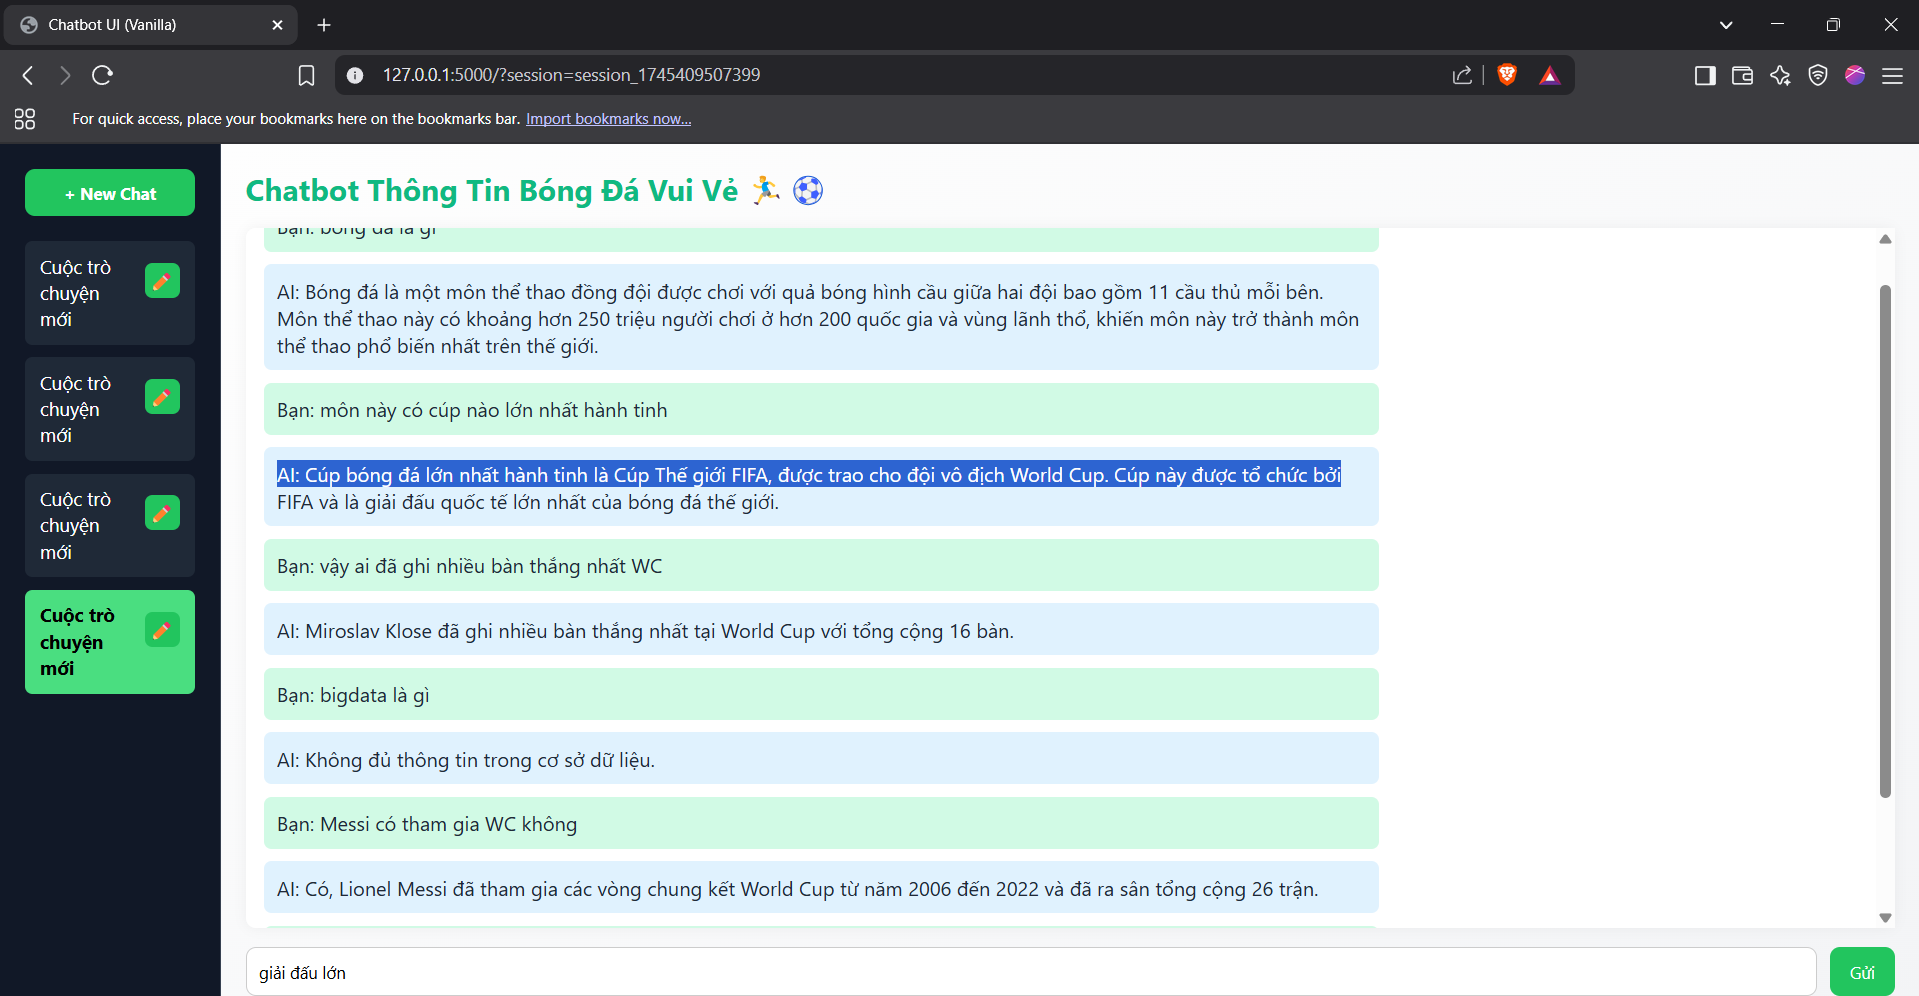 Chatbot UI (Vanilla)
127.0.0.1:5000/?session=session_1745409507399
For quick access, place your bookmarks here on the bookmarks bar. Import bookmarks now...
+ New Chat
Cuộc trò
chuyện
mới
Cuộc trò
chuyện
mới
Cuộc trò
chuyện
mới
Cuộc trò
chuyện
mới
Chatbot Thông Tin Bóng Đá Vui Vẻ
Bạn: bóng đá là gì
AI: Bóng đá là một môn thể thao đồng đội được chơi với quả bóng hình cầu giữa hai đội bao gồm 11 cầu thủ mỗi bên.
Môn thể thao này có khoảng hơn 250 triệu người chơi ở hơn 200 quốc gia và vùng lãnh thổ, khiến môn này trở thành môn
thể thao phổ biến nhất trên thế giới.
Bạn: môn này có cúp nào lớn nhất hành tinh
AI: Cúp bóng đá lớn nhất hành tinh là Cúp Thế giới FIFA, được trao cho đội vô địch World Cup. Cúp này được tổ chức bởi
FIFA và là giải đấu quốc tế lớn nhất của bóng đá thế giới.
Bạn: vậy ai đã ghi nhiều bàn thắng nhất WC
AI: Miroslav Klose đã ghi nhiều bàn thắng nhất tại World Cup với tổng cộng 16 bàn.
Bạn: bigdata là gì
AI: Không đủ thông tin trong cơ sở dữ liệu.
Bạn: Messi có tham gia WC không
AI: Có, Lionel Messi đã tham gia các vòng chung kết World Cup từ năm 2006 đến 2022 và đã ra sân tổng cộng 26 trận.
giải đấu lớn
Gửi